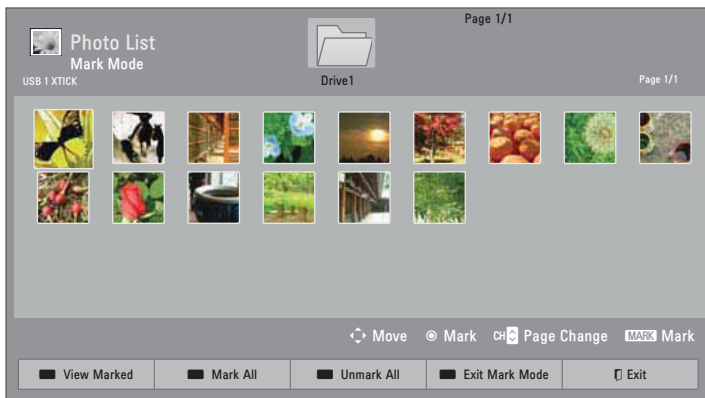 Page 1/1
Photo List
Mark Mode
USB 1 XTICK
Drive1
Page 1/1
Move
Mark
CH Page Change
MARK Mark
View Marked
Mark All
Unmark All
Exit Mark Mode
Exit